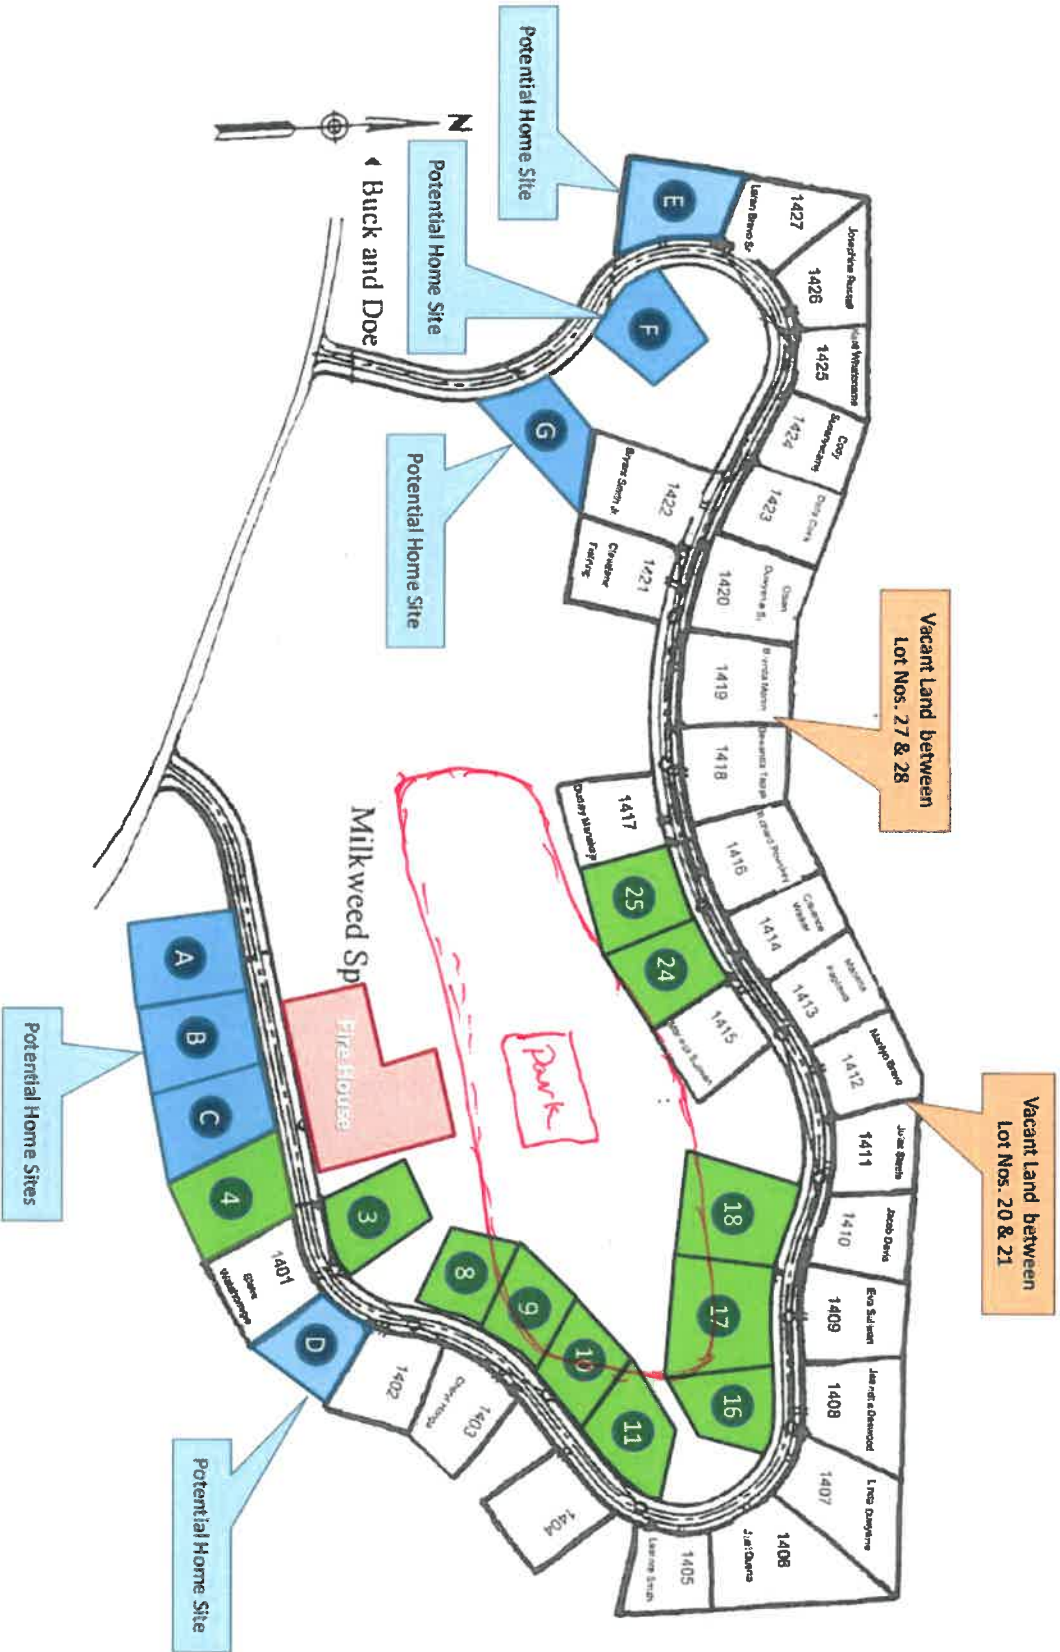 Vacant Land between
Lot Nos. 27 & 28
Vacant Land between
Lot Nos. 20 & 21
Potential Home Site
Potential Home Site
Potential Home Site
N
Buck and Doe
1427
1426
1425
1424
1423
1422
Bryant Smith Jr
1421
1420
1419
1418
1417
1416
Clarence
Walker
1414
1413
Marilyn Bravo
1412
1415
1411
Jacob Davis
1410
Eva Sullivan
1409
1408
1407
1406
1405
1404
1403
1402
1401
E
F
G
25
24
18
17
16
11
10
9
8
3
4
A
B
C
D
Park
Milkweed Sp
Fire House
Potential Home Sites
Potential Home Site